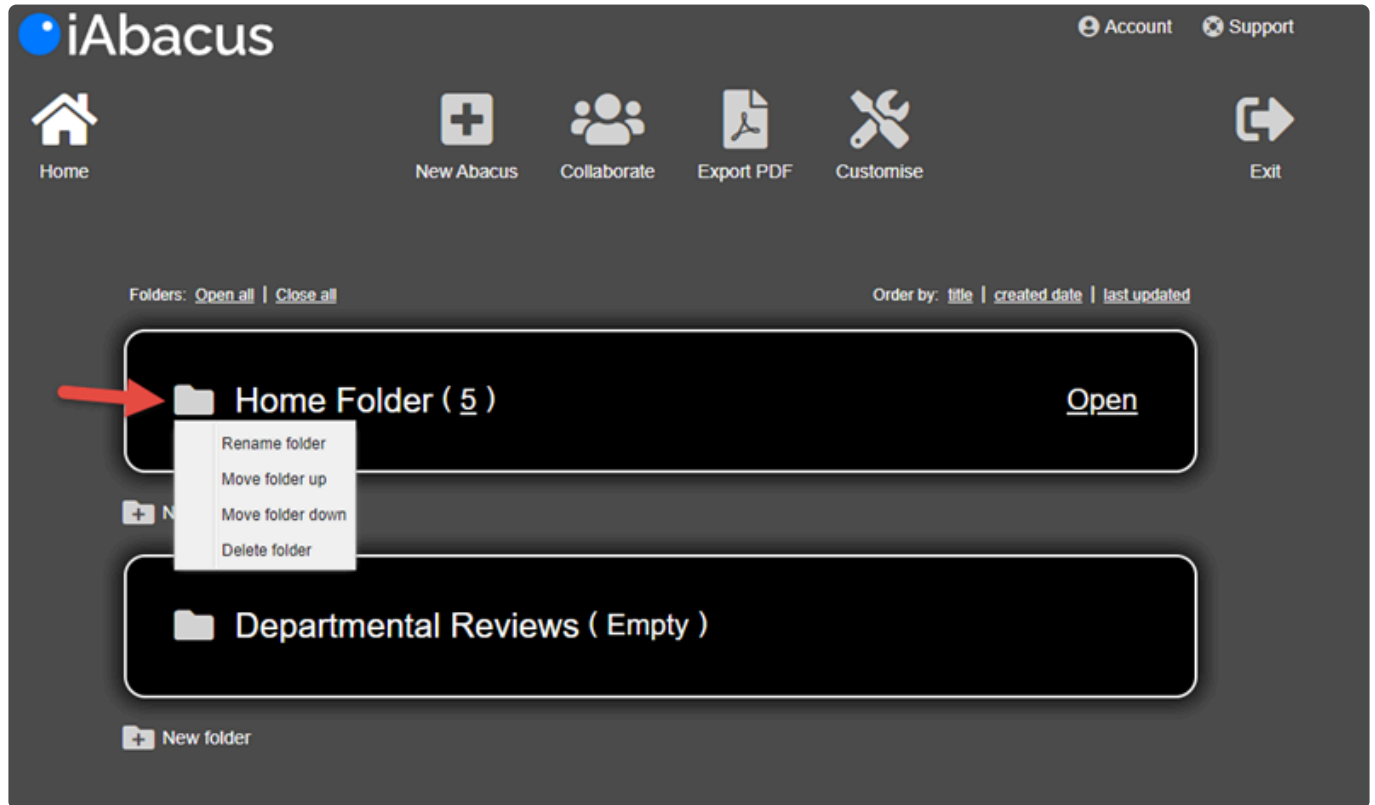 iAbacus
Account Support
Home New Abacus Collaborate Export PDF Customise Exit
Folders: Open all | Close all Order by: title | created date | last updated
Home Folder ( 5 ) Open
Rename folder
Move folder up
Move folder down
Delete folder
N
Departmental Reviews ( Empty )
New folder